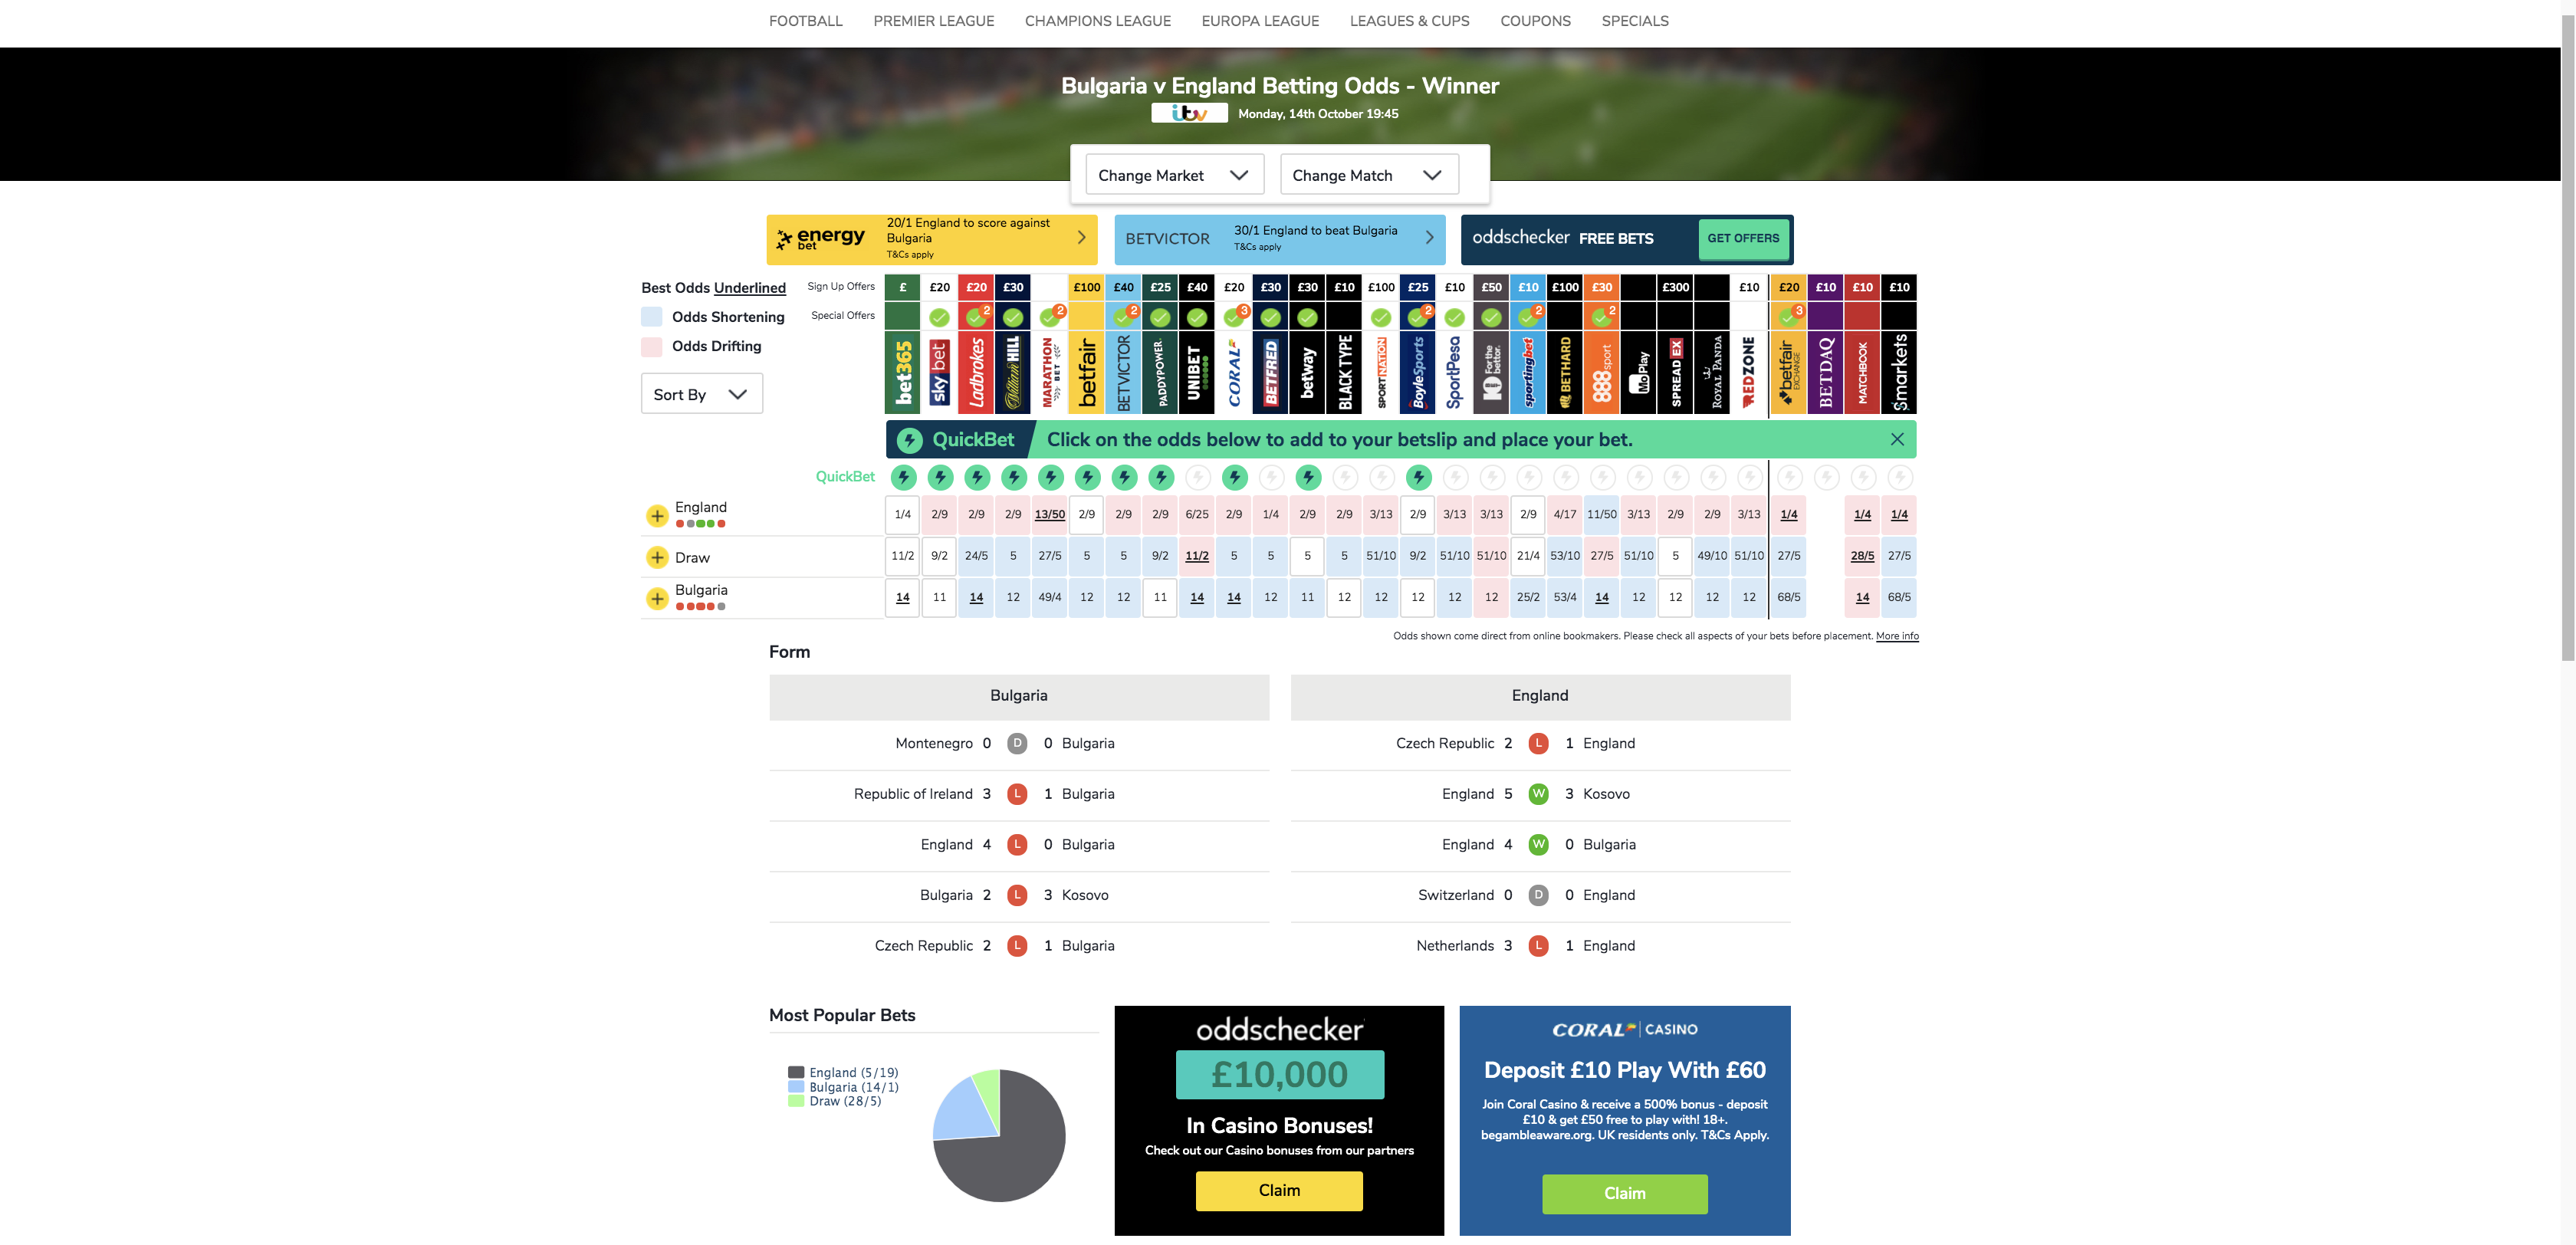 FOOTBALL PREMIER LEAGUE CHAMPIONS LEAGUE EUROPA LEAGUE LEAGUES & CUPS COUPONS SPECIALS
Bulgaria v England Betting Odds - Winner
itv Monday, 14th October 19:45
Change Market Change Match
energy bet 20/1 England to score against Bulgaria T&Cs apply
BETVICTOR 30/1 England to beat Bulgaria T&Cs apply
oddschecker FREE BETS GET OFFERS
Best Odds Underlined
Odds Shortening
Odds Drifting
Sort By
Sign Up Offers £ £20 £20 £30 £100 £40 £25 £40 £20 £30 £30 £10 £100 £25 £10 £50 £10 £100 £30 £300 £10 £20 £10 £10 £10
Special Offers 2 2 2 3 2 2 2 3
bet365 sky bet Ladbrokes William HILL MARATHON BET betfair BETVICTOR PADDYPOWER. UNIBET CORAL BETFRED betway BLACK TYPE SPORTNATION BoyleSports SportPesa For the better. sportingbet BETHARD 888sport MoPlay SPREADEX ROYAL PANDA REDZONE betfair EXCHANGE BETDAQ MATCHBOOK smarkets
QuickBet Click on the odds below to add to your betslip and place your bet.
QuickBet
England 1/4 2/9 2/9 2/9 13/50 2/9 2/9 2/9 6/25 2/9 1/4 2/9 2/9 3/13 2/9 3/13 3/13 2/9 4/17 11/50 3/13 2/9 2/9 3/13 1/4 1/4 1/4
Draw 11/2 9/2 24/5 5 27/5 5 5 9/2 11/2 5 5 5 5 51/10 9/2 51/10 51/10 21/4 53/10 27/5 51/10 5 49/10 51/10 27/5 28/5 27/5
Bulgaria 14 11 14 12 49/4 12 12 11 14 14 12 11 12 12 12 12 12 25/2 53/4 14 12 12 12 12 68/5 14 68/5
Odds shown come direct from online bookmakers. Please check all aspects of your bets before placement. More info
Form
Bulgaria
Montenegro 0 D 0 Bulgaria
Republic of Ireland 3 L 1 Bulgaria
England 4 L 0 Bulgaria
Bulgaria 2 L 3 Kosovo
Czech Republic 2 L 1 Bulgaria
England
Czech Republic 2 L 1 England
England 5 W 3 Kosovo
England 4 W 0 Bulgaria
Switzerland 0 D 0 England
Netherlands 3 L 1 England
Most Popular Bets
England (5/19)
Bulgaria (14/1)
Draw (28/5)
oddschecker
£10,000
In Casino Bonuses!
Check out our Casino bonuses from our partners
Claim
CORAL CASINO
Deposit £10 Play With £60
Join Coral Casino & receive a 500% bonus - deposit
£10 & get £50 free to play with! 18+.
begambleaware.org. UK residents only. T&Cs Apply.
Claim